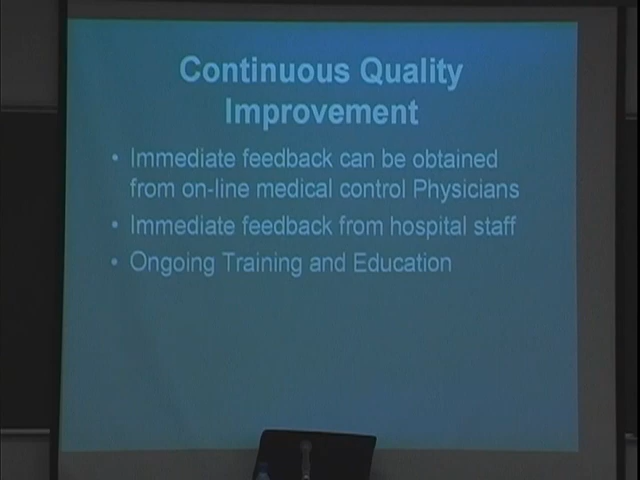 Continuous Quality
Improvement
• Immediate feedback can be obtained
from on-line medical control Physicians
• Immediate feedback from hospital staff
• Ongoing Training and Education